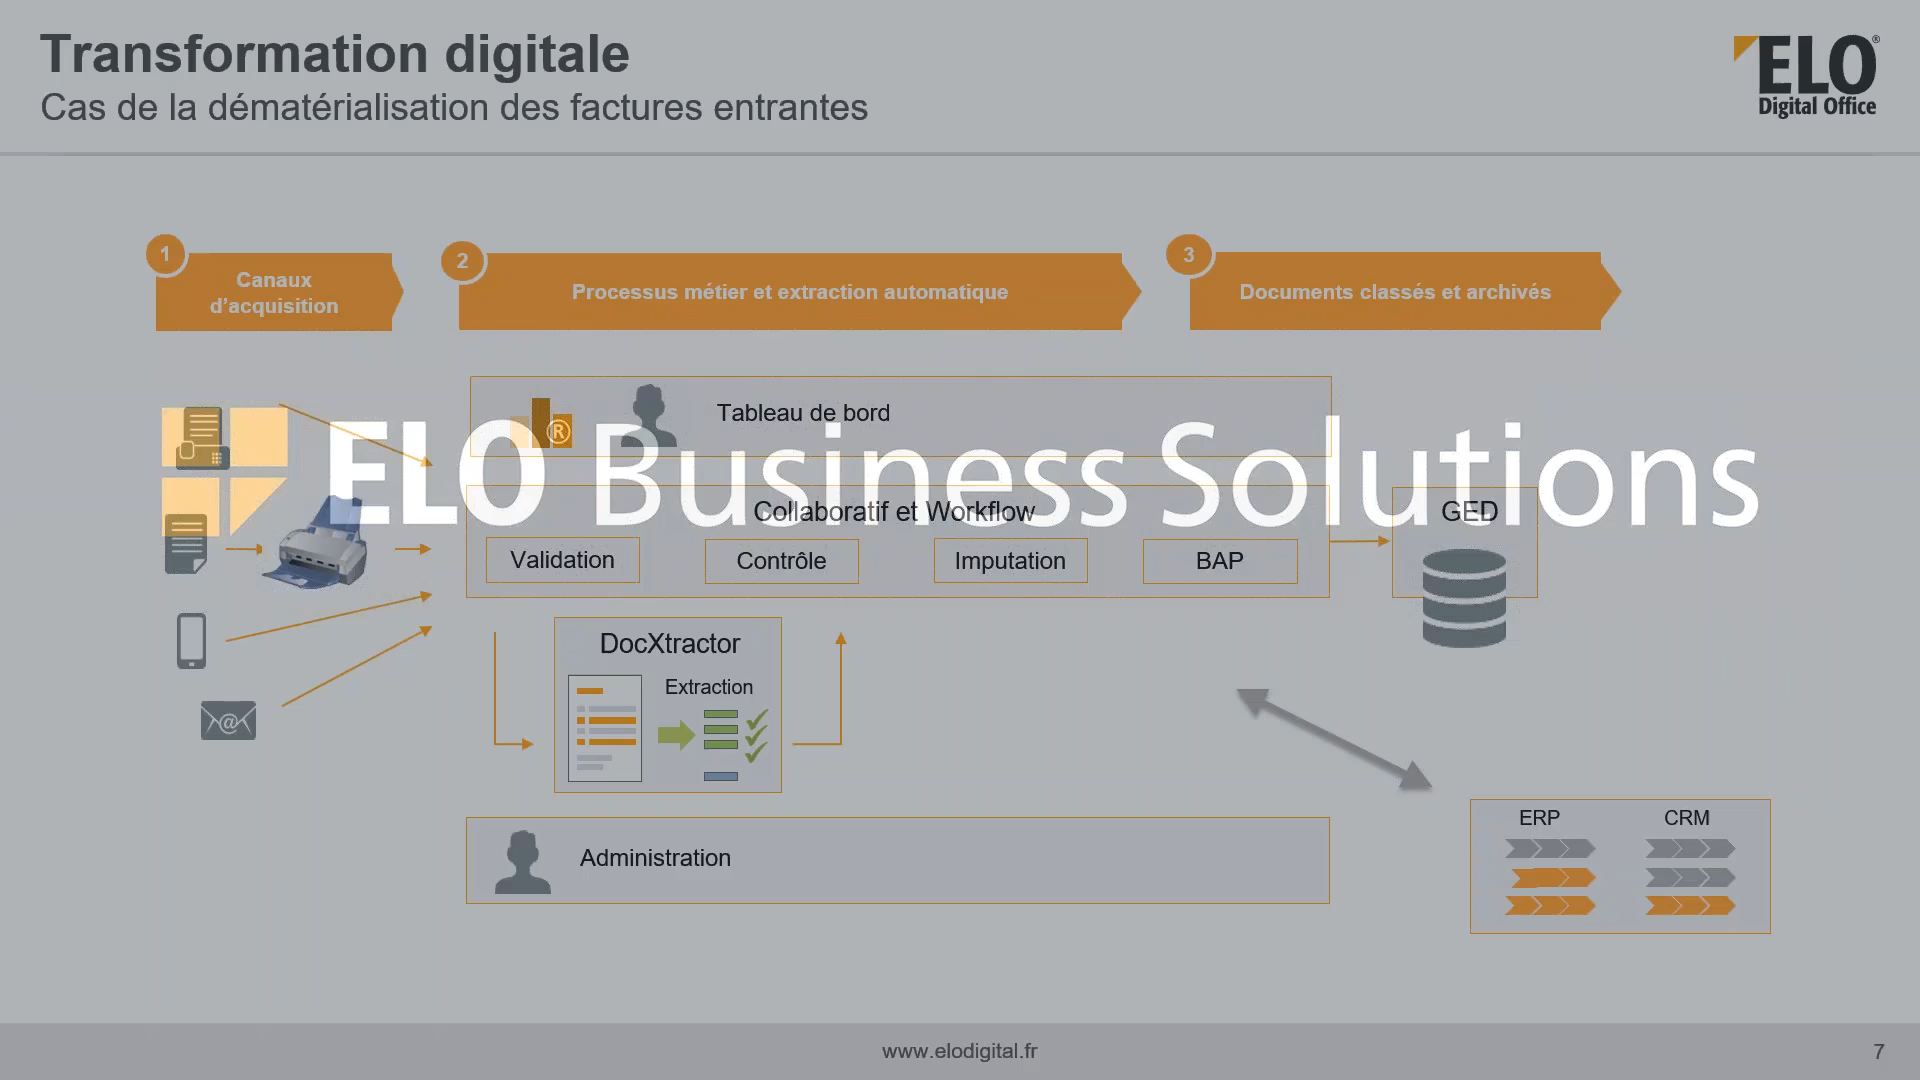 Transformation digitale
Cas de la dématérialisation des factures entrantes
ELO®
Digital Office
1
Canaux
d’acquisition
2
Processus métier et extraction automatique
3
Documents classés et archivés
Tableau de bord
ELO® Business Solutions
Collaboratif et Workflow
GED
Validation
Contrôle
Imputation
BAP
DocXtractor
Extraction
@
ERP
CRM
Administration
www.elodigital.fr
7